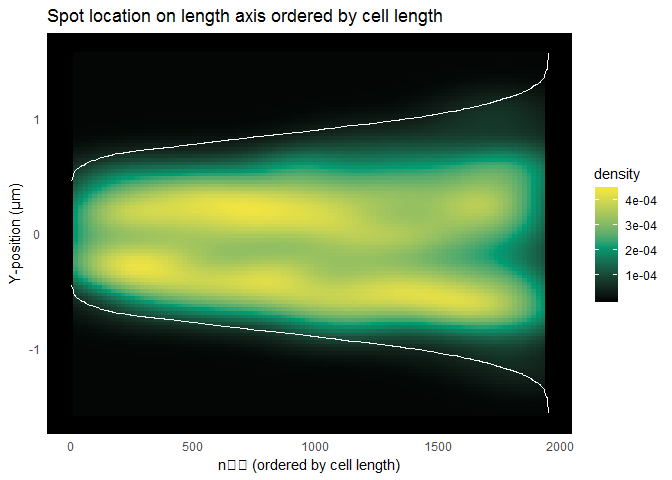 Spot location on length axis ordered by cell length
Y-position (µm)
1
0
-1
0
500
1000
1500
2000
n▯▯ (ordered by cell length)
density
4e-04
3e-04
2e-04
1e-04